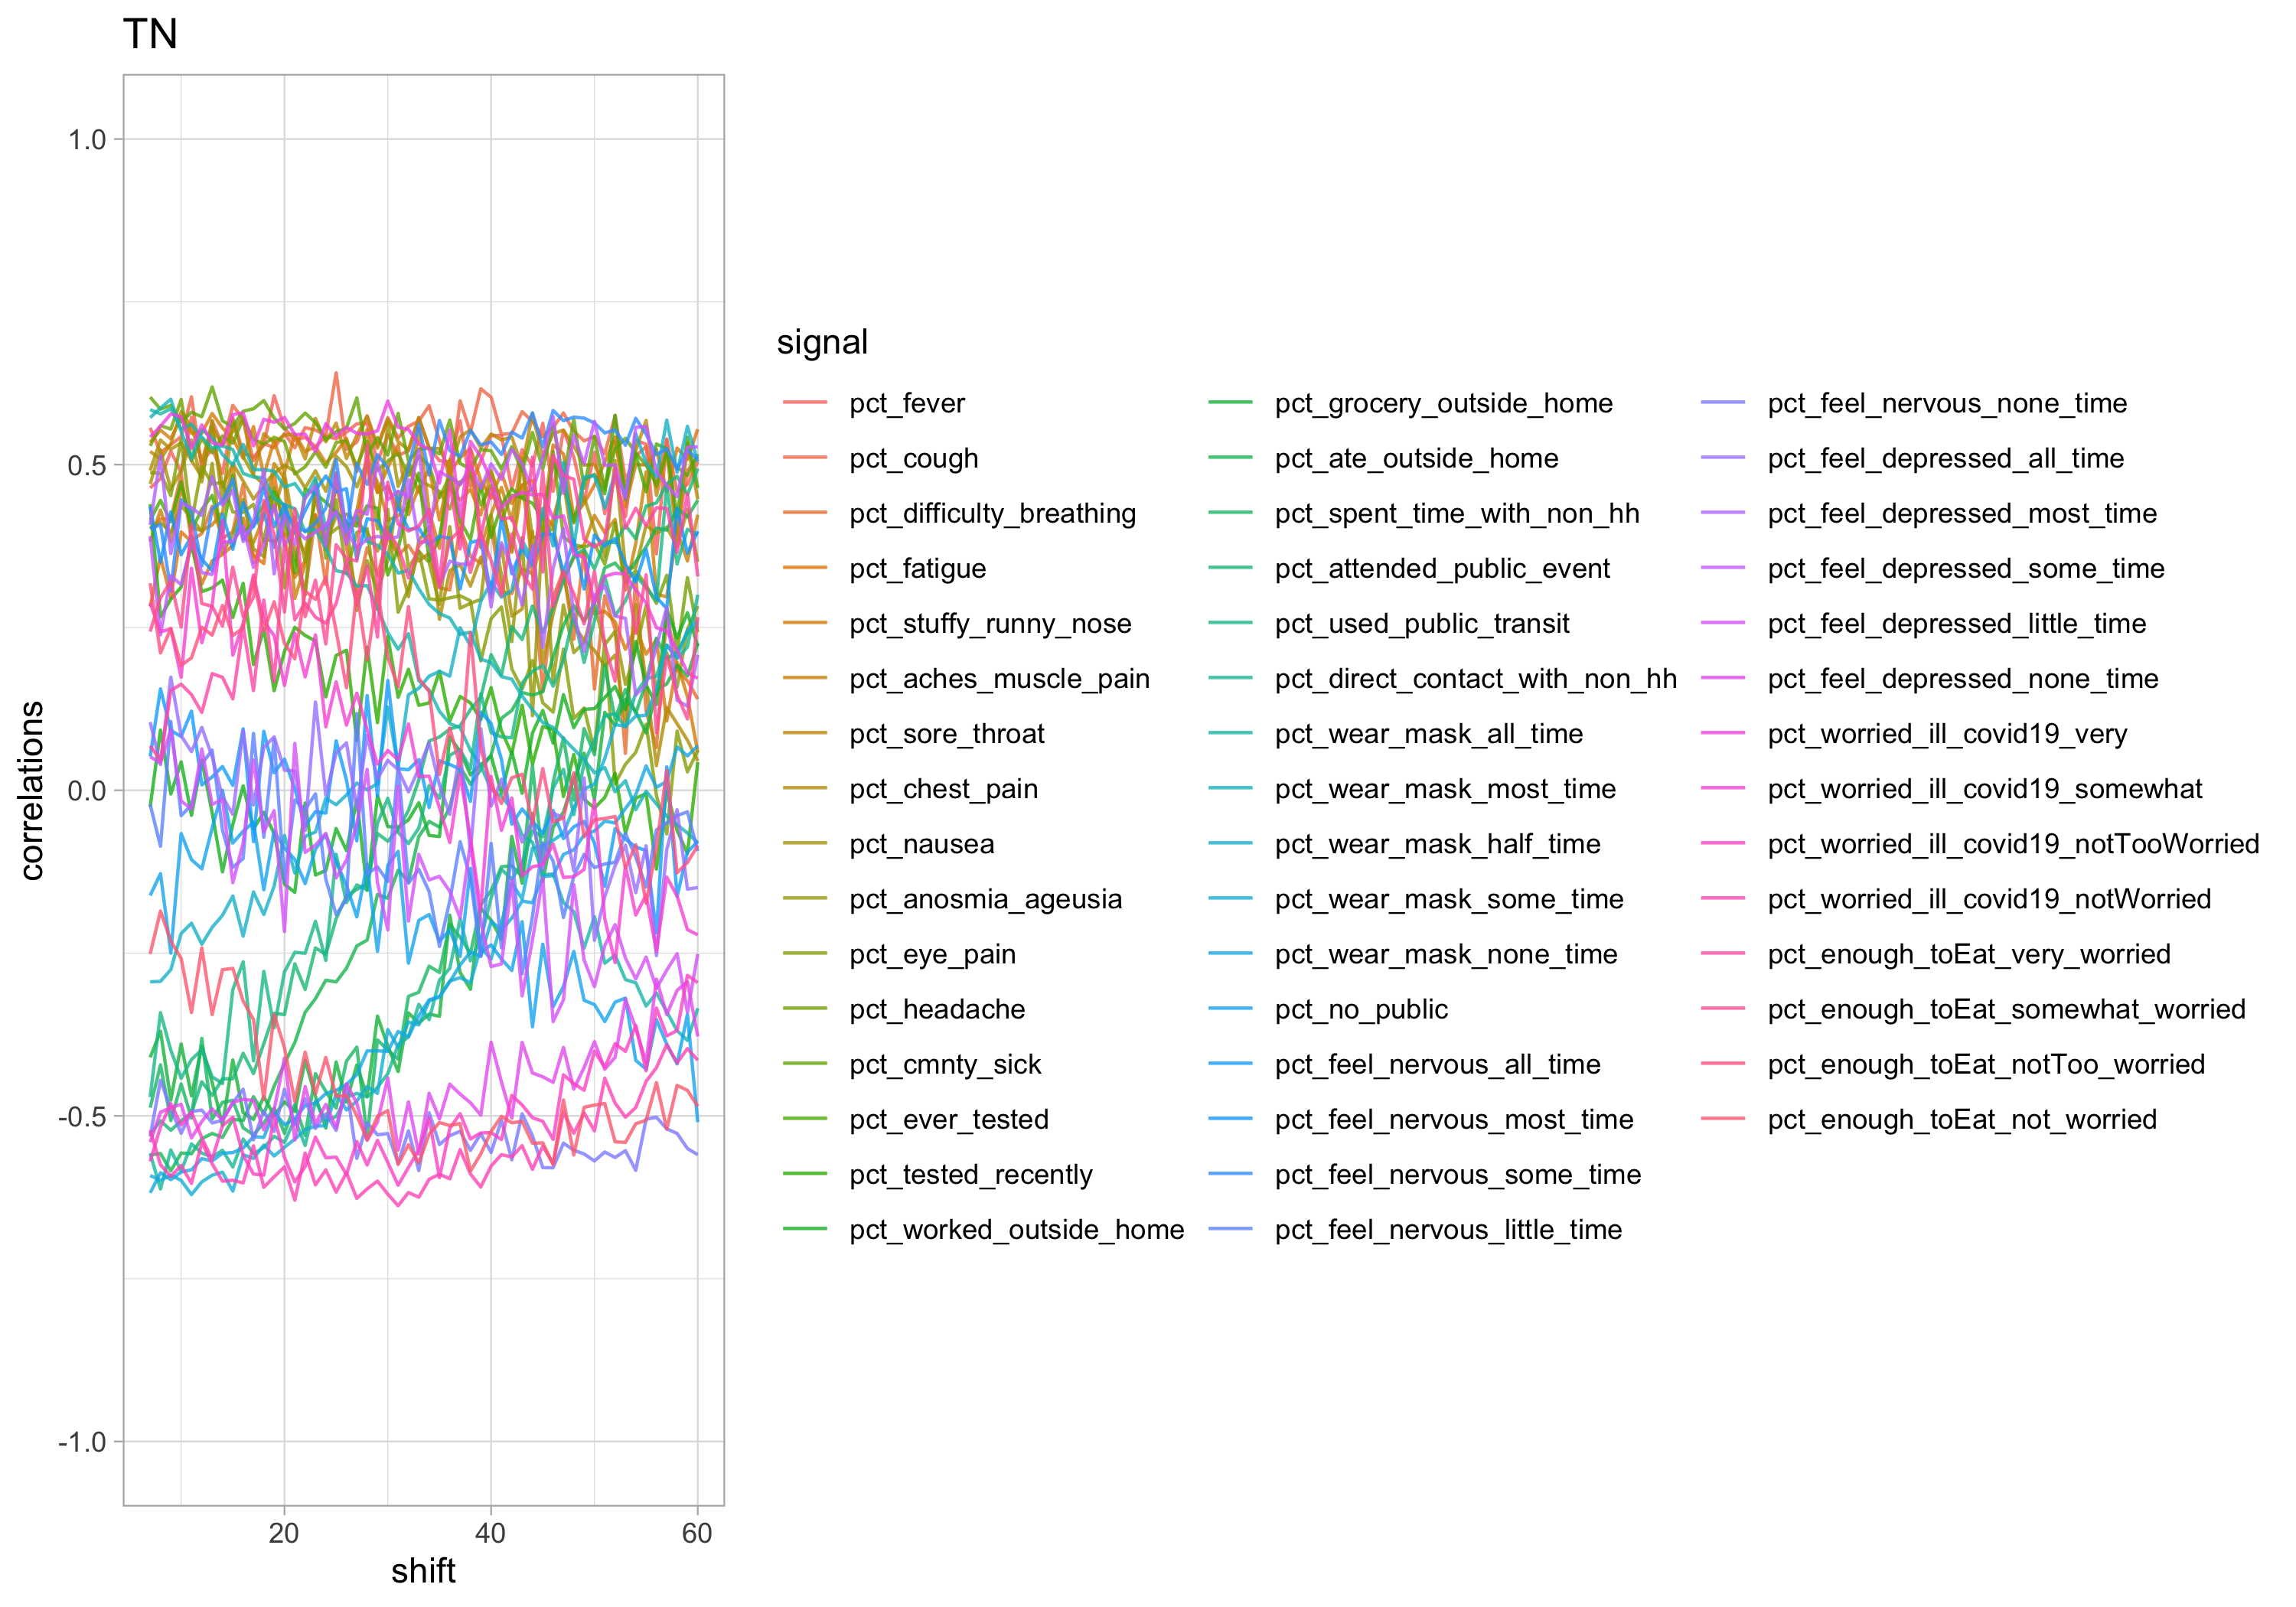 TN
correlations
1.0
0.5
0.0
-0.5
-1.0
20 40 60
shift
signal
pct_fever
pct_cough
pct_difficulty_breathing
pct_fatigue
pct_stuffy_runny_nose
pct_aches_muscle_pain
pct_sore_throat
pct_chest_pain
pct_nausea
pct_anosmia_ageusia
pct_eye_pain
pct_headache
pct_cmnty_sick
pct_ever_tested
pct_tested_recently
pct_worked_outside_home
pct_grocery_outside_home
pct_ate_outside_home
pct_spent_time_with_non_hh
pct_attended_public_event
pct_used_public_transit
pct_direct_contact_with_non_hh
pct_wear_mask_all_time
pct_wear_mask_most_time
pct_wear_mask_half_time
pct_wear_mask_some_time
pct_wear_mask_none_time
pct_no_public
pct_feel_nervous_all_time
pct_feel_nervous_most_time
pct_feel_nervous_some_time
pct_feel_nervous_little_time
pct_feel_nervous_none_time
pct_feel_depressed_all_time
pct_feel_depressed_most_time
pct_feel_depressed_some_time
pct_feel_depressed_little_time
pct_feel_depressed_none_time
pct_worried_ill_covid19_very
pct_worried_ill_covid19_somewhat
pct_worried_ill_covid19_notTooWorried
pct_worried_ill_covid19_notWorried
pct_enough_toEat_very_worried
pct_enough_toEat_somewhat_worried
pct_enough_toEat_notToo_worried
pct_enough_toEat_not_worried